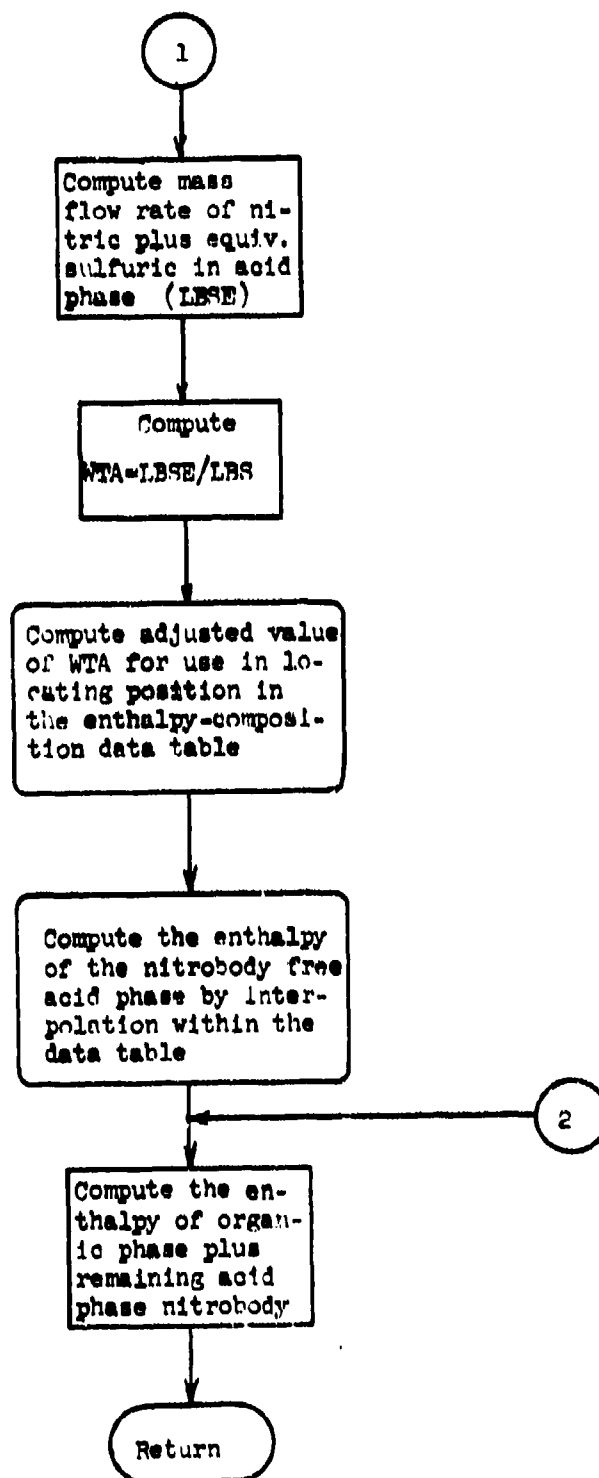 1
Compute mass
flow rate of ni-
tric plus equiv.
sulfuric in acid
phase (LBSE)
Compute
WTA=LBSE/LBS
Compute adjusted value
of WTA for use in lo-
cating position in
the enthalpy-composi-
tion data table
Compute the enthalpy
of the nitrobody free
acid phase by inter-
polation within the
data table
2
Compute the en-
thalpy of organ-
ic phase plus
remaining acid
phase nitrobody
Return